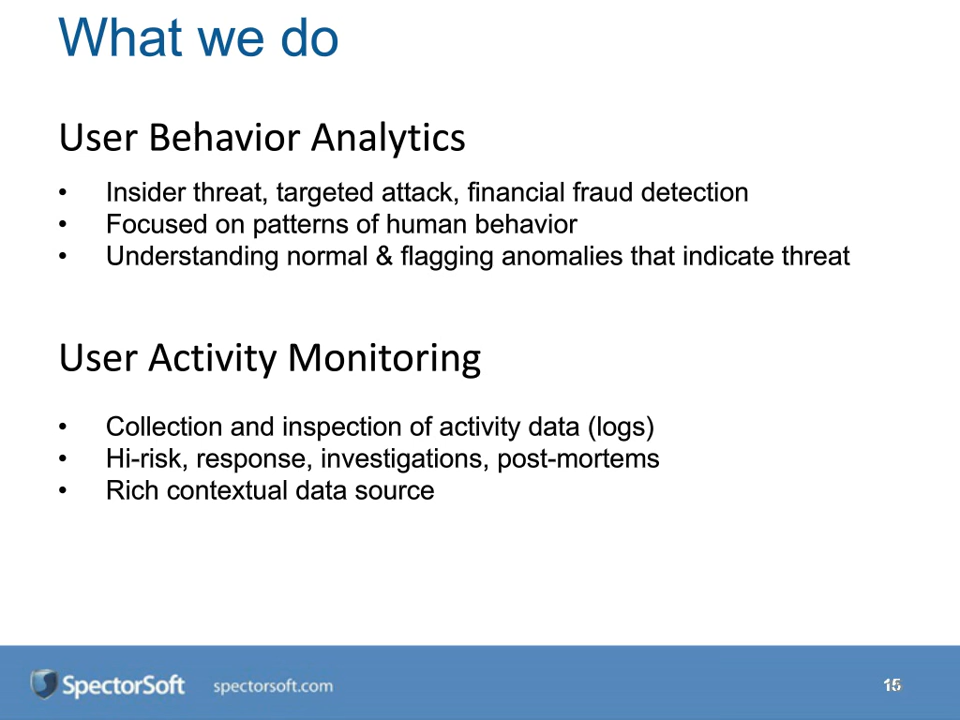 What we do
User Behavior Analytics
• Insider threat, targeted attack, financial fraud detection
• Focused on patterns of human behavior
• Understanding normal & flagging anomalies that indicate threat
User Activity Monitoring
• Collection and inspection of activity data (logs)
• Hi-risk, response, investigations, post-mortems
• Rich contextual data source
SpectorSoft spectorsoft.com